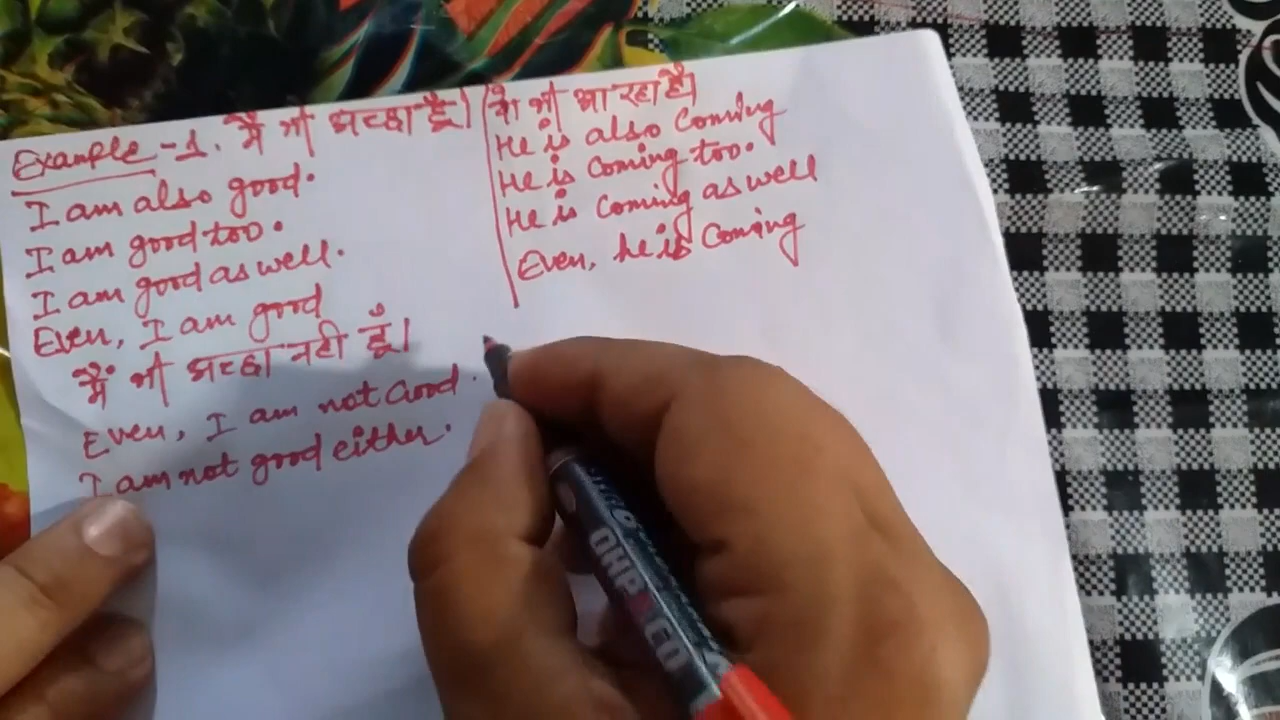 Example-1. मैं भी अच्छा हूँ।
I am also good.
I am good too.
I am good as well.
Even, I am good
मैं भी अच्छा नही हूँ।
Even, I am not Good.
I am not good either.
वो भी आ रहा है।
He is also Coming
He is Coming too.
He is Coming as well
Even, he is Coming